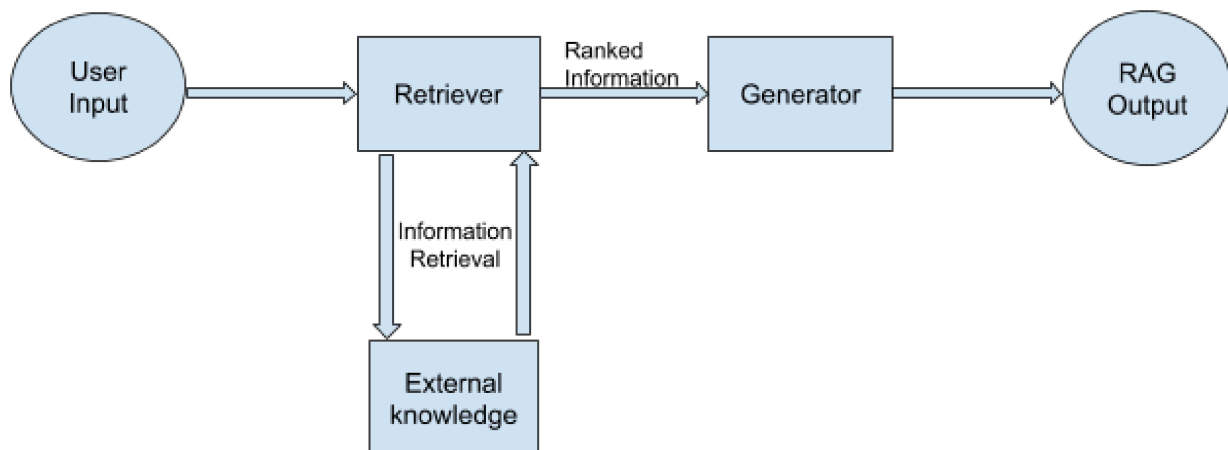 User
Input
Retriever
Ranked
Information
Generator
RAG
Output
Information
Retrieval
External
knowledge